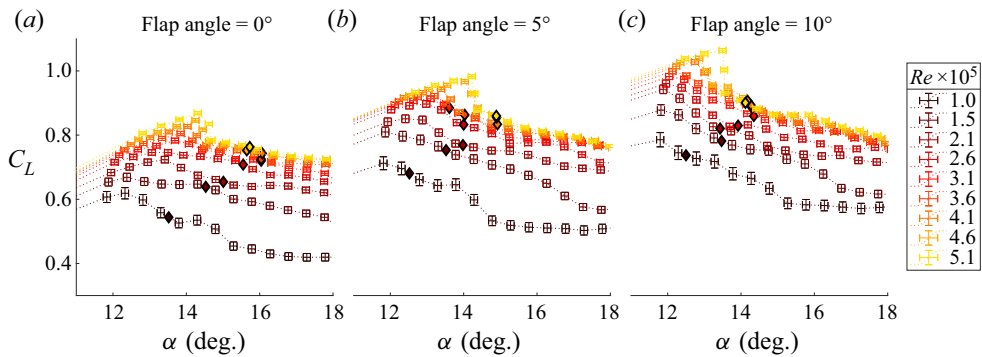 (a) Flap angle = 0° (b) Flap angle = 5° (c) Flap angle = 10°
1.0
0.8
C_L
0.6
0.4
12 14 16 18 12 14 16 18 12 14 16 18
α (deg.) α (deg.) α (deg.)
Re × 10⁵
1.0
1.5
2.1
2.6
3.1
3.6
4.1
4.6
5.1